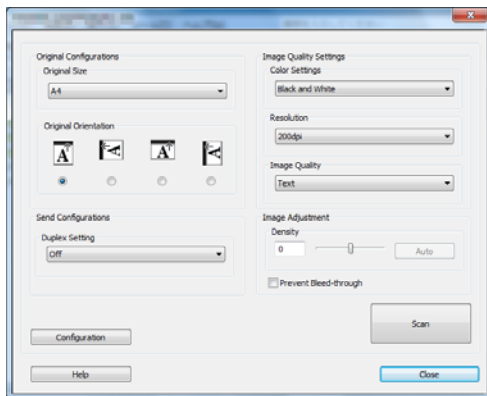 Original Configurations
Original Size
A4
Original Orientation
A A A A
Send Configurations
Duplex Setting
Off
Configuration
Help
Image Quality Settings
Color Settings
Black and White
Resolution
200dpi
Image Quality
Text
Image Adjustment
Density
0
Auto
Prevent Bleed-through
Scan
Close